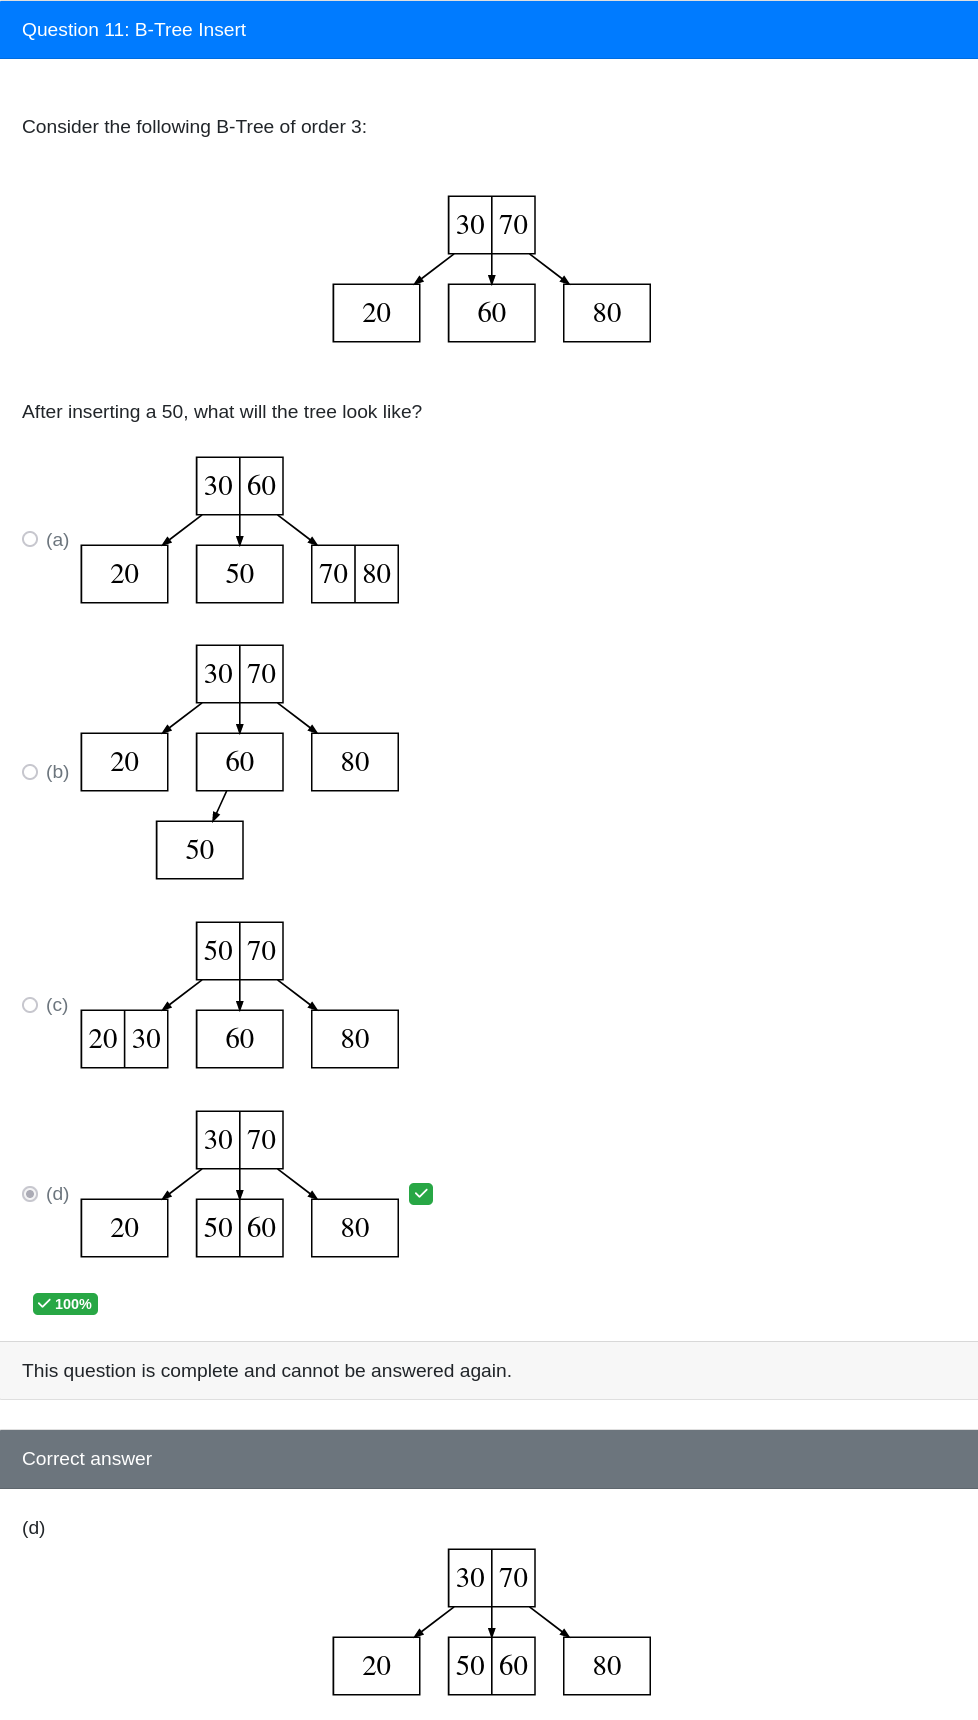 Question 11: B-Tree Insert
Consider the following B-Tree of order 3:
30 70
20 60 80
After inserting a 50, what will the tree look like?
30 60
(a)
20 50 70 80
30 70
20 60 80
(b)
50
50 70
(c)
20 30 60 80
30 70
(d)
20 50 60 80
100%
This question is complete and cannot be answered again.
Correct answer
(d)
30 70
20 50 60 80